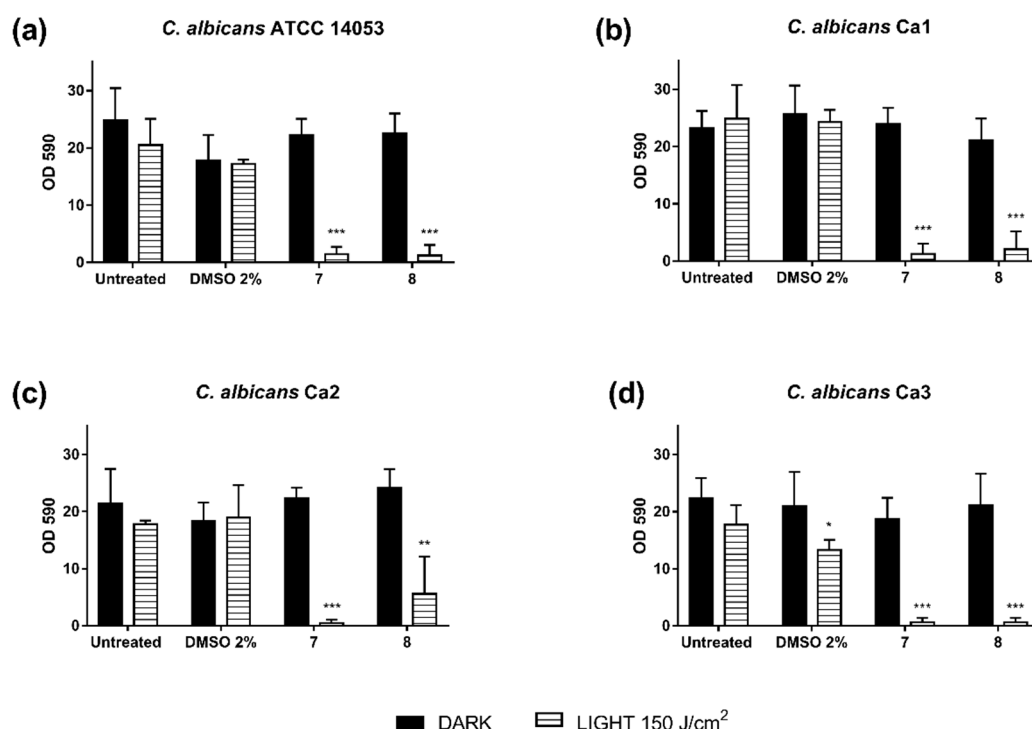 (a)
C. albicans ATCC 14053
OD 590
30
20
10
0
Untreated DMSO 2% 7 8
*** ***
(b)
C. albicans Ca1
OD 590
30
20
10
0
Untreated DMSO 2% 7 8
*** ***
(c)
C. albicans Ca2
OD 590
30
20
10
0
Untreated DMSO 2% 7 8
*** **
(d)
C. albicans Ca3
OD 590
30
20
10
0
Untreated DMSO 2% 7 8
* *** ***
DARK LIGHT 150 J/cm²